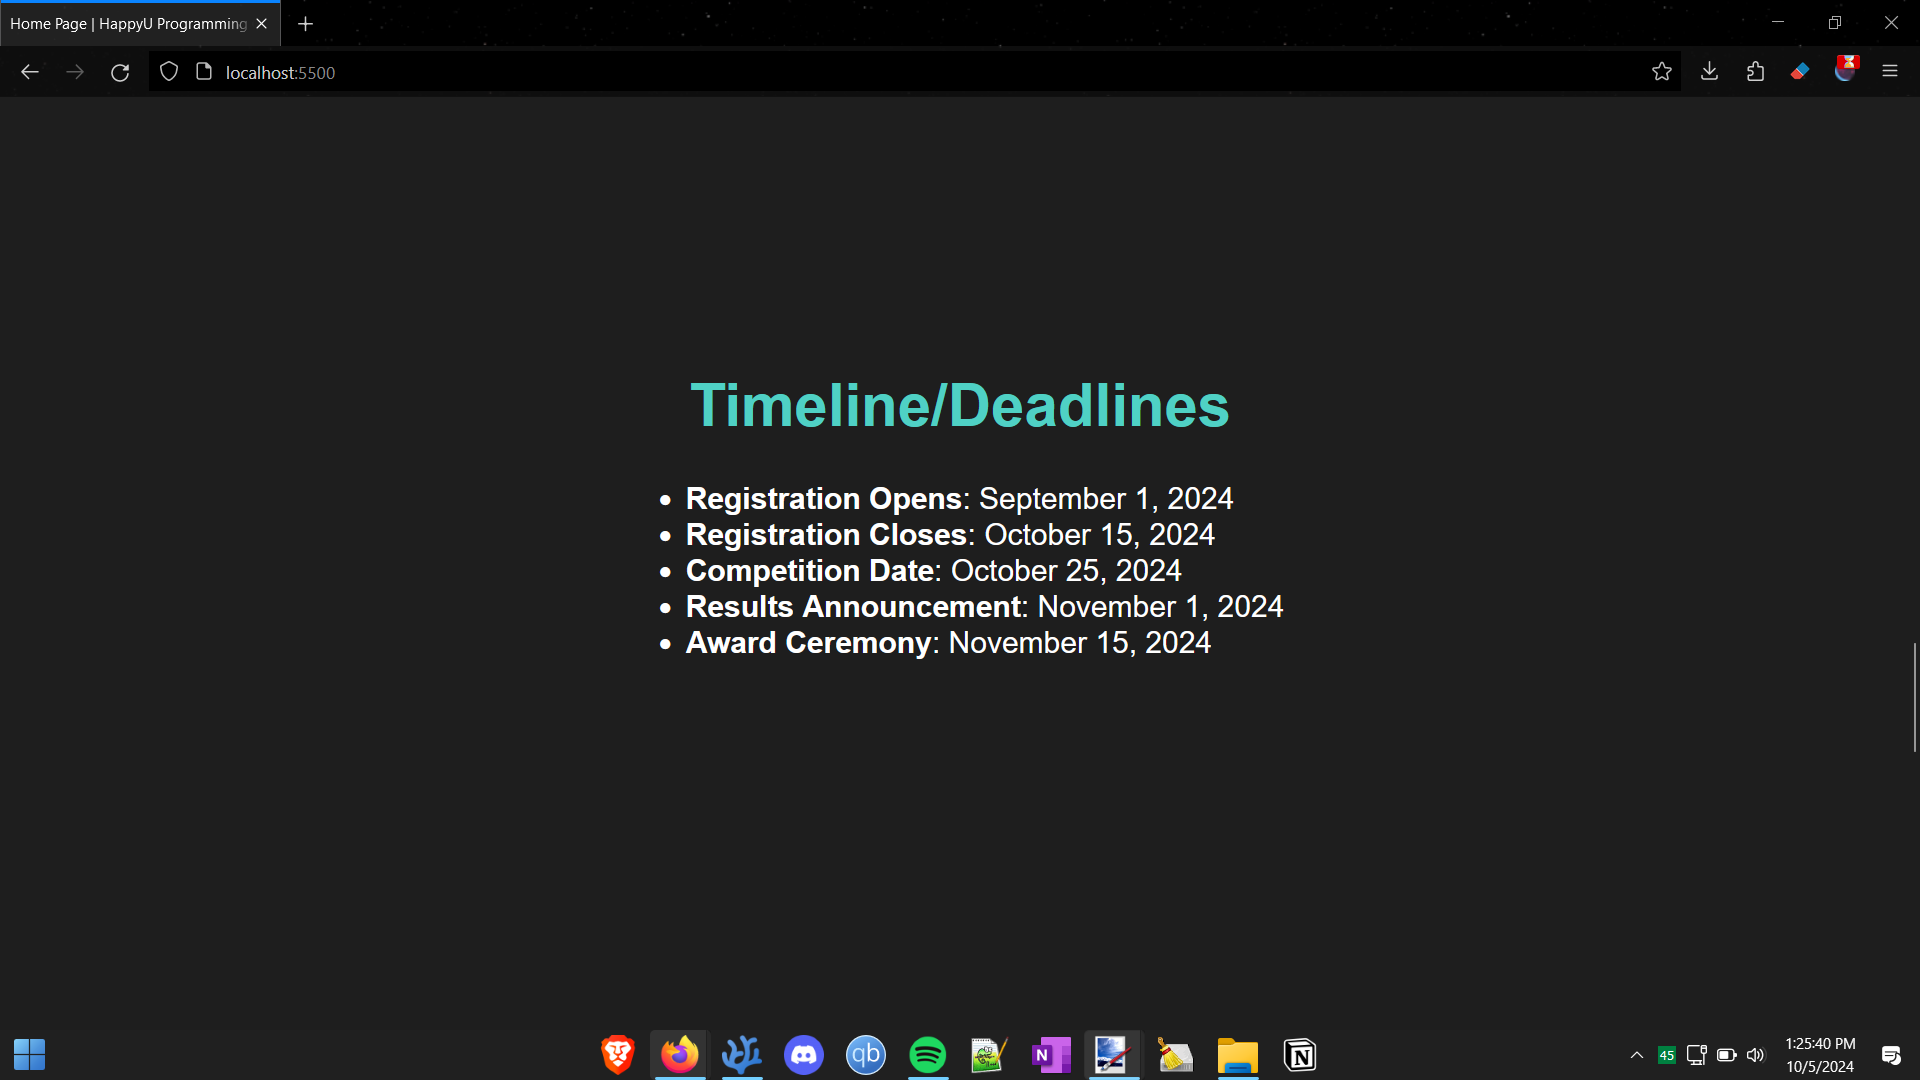 Home Page | HappyU Programming
localhost:5500
Timeline/Deadlines
• Registration Opens: September 1, 2024
• Registration Closes: October 15, 2024
• Competition Date: October 25, 2024
• Results Announcement: November 1, 2024
• Award Ceremony: November 15, 2024
qb
N
N
45
1:25:40 PM
10/5/2024